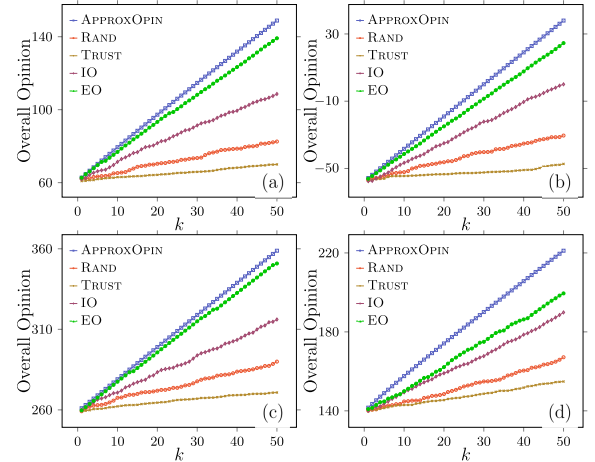 Overall Opinion
140
100
60
APPROXOPIN
RAND
TRUST
IO
EO
(a)
0 10 20 30 40 50
k
Overall Opinion
30
−10
−50
APPROXOPIN
RAND
TRUST
IO
EO
(b)
0 10 20 30 40 50
k
Overall Opinion
360
310
260
APPROXOPIN
RAND
TRUST
IO
EO
(c)
0 10 20 30 40 50
k
Overall Opinion
220
180
140
APPROXOPIN
RAND
TRUST
IO
EO
(d)
0 10 20 30 40 50
k